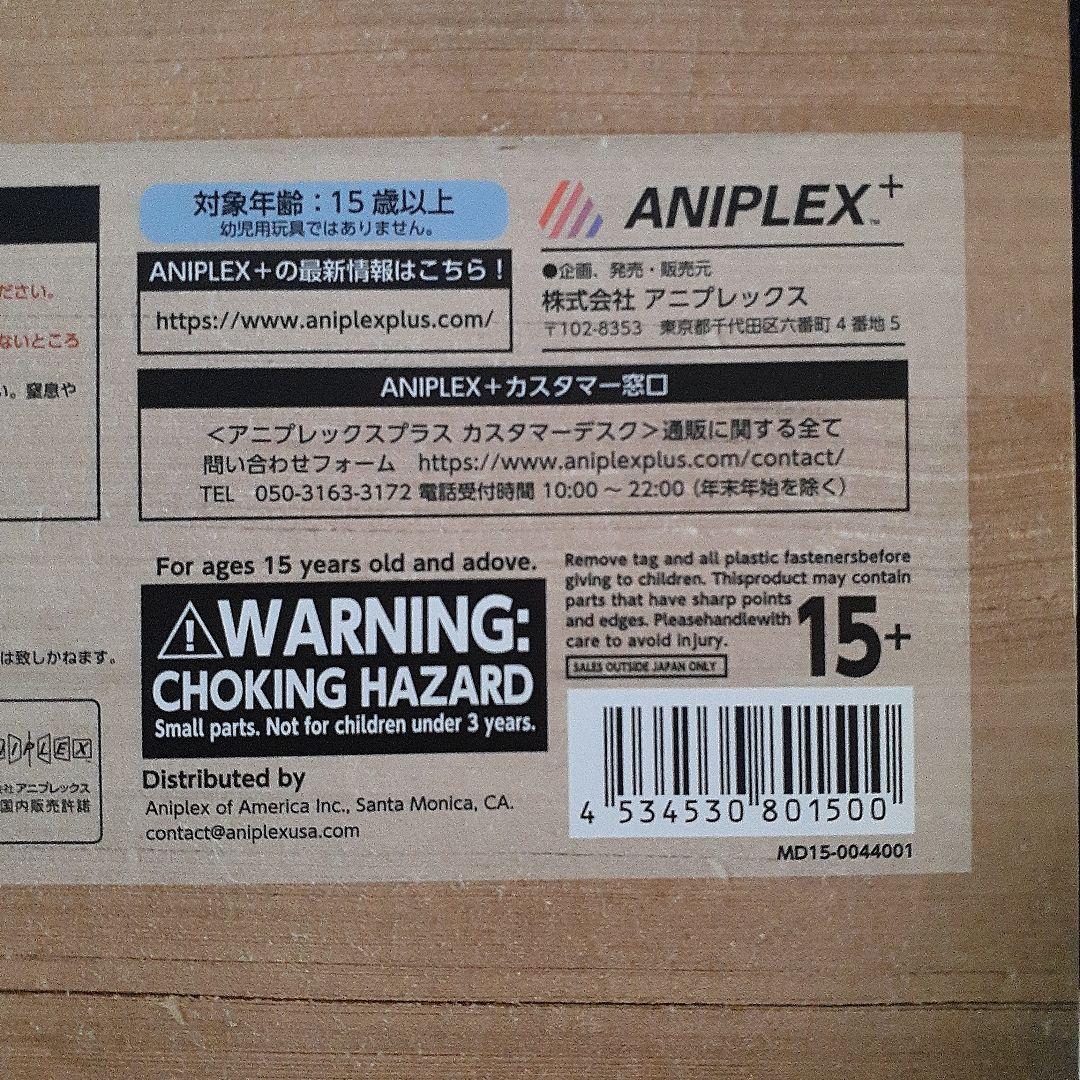 ださい。
ないところ
い。窒息や
は致しかねます。
株式会社アニプレックス
国内販売許諾
対象年齢：15歳以上
幼児用玩具ではありません。
ANIPLEX＋の最新情報はこちら！
https://www.aniplexplus.com/
ANIPLEX+™
●企画、発売・販売元
株式会社 アニプレックス
〒102-8353 東京都千代田区六番町4番地5
ANIPLEX＋カスタマー窓口
＜アニプレックスプラス カスタマーデスク＞通販に関する全て
問い合わせフォーム https://www.aniplexplus.com/contact/
TEL 050-3163-3172 電話受付時間 10:00～22:00（年末年始を除く）
For ages 15 years old and adove.
WARNING:
CHOKING HAZARD
Small parts. Not for children under 3 years.
Distributed by
Aniplex of America Inc., Santa Monica, CA.
contact@aniplexusa.com
Remove tag and all plastic fastenersbefore
giving to children. Thisproduct may contain
parts that have sharp points
and edges. Pleasehandlewith
care to avoid injury.
15+
SALES OUTSIDE JAPAN ONLY
4 534530 801500
MD15-0044001